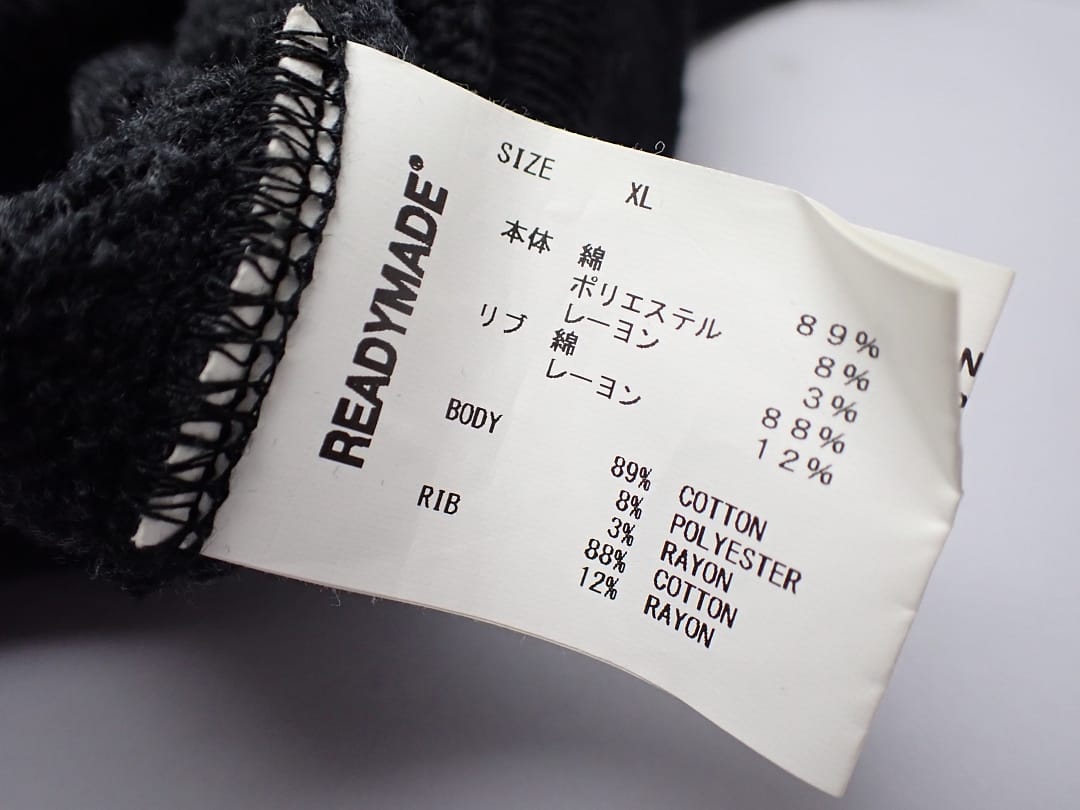 READYMADE®
SIZE XL
本体 綿 89%
ポリエステル 8%
レーヨン 3%
リブ 綿 88%
レーヨン 12%
BODY 89% COTTON
8% POLYESTER
3% RAYON
RIB 88% COTTON
12% RAYON
N